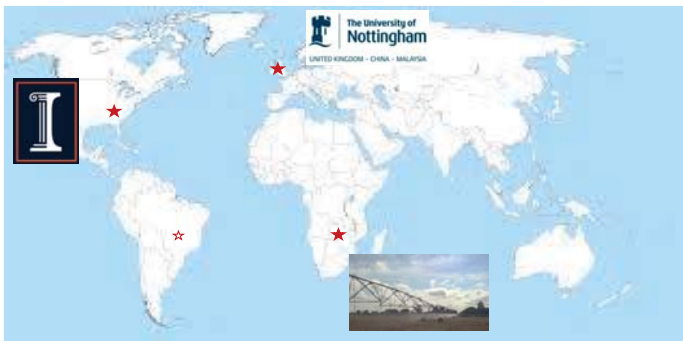 The University of
Nottingham
UNITED KINGDOM · CHINA · MALAYSIA
I